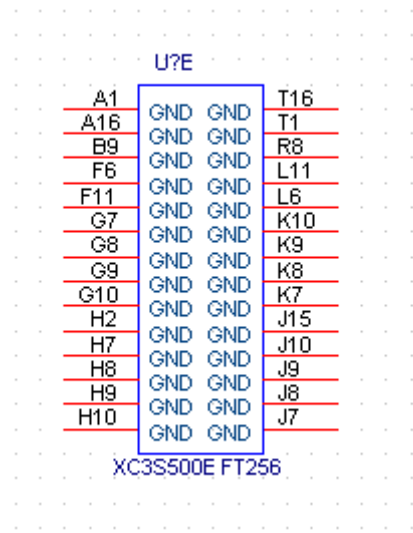 U?E
A1 GND GND T16
A16 GND GND T1
B9 GND GND R8
F6 GND GND L11
F11 GND GND L6
G7 GND GND K10
G8 GND GND K9
G9 GND GND K8
G10 GND GND K7
H2 GND GND J15
H7 GND GND J10
H8 GND GND J9
H9 GND GND J8
H10 GND GND J7
XC3S500E FT256